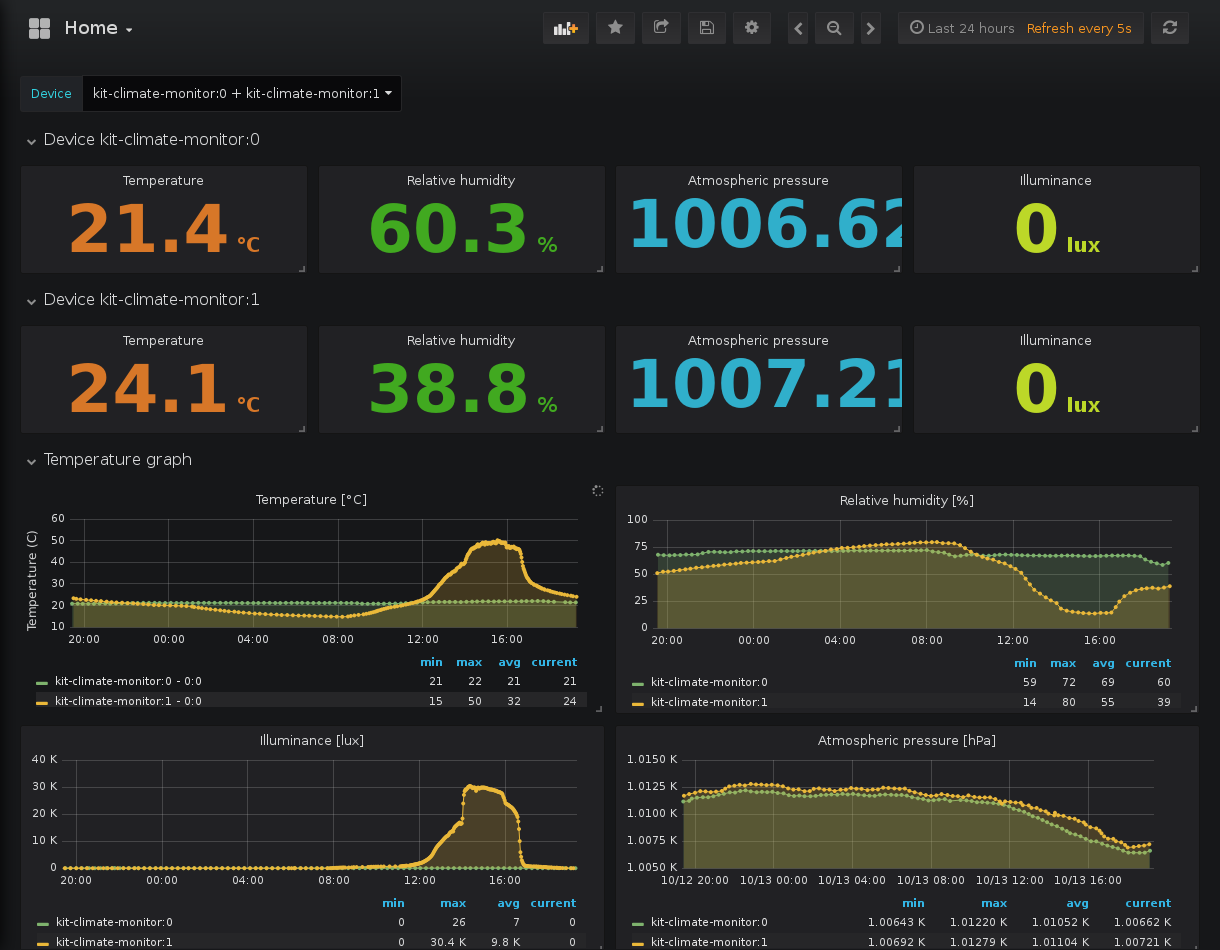 Home
Last 24 hours Refresh every 5s
Device kit-climate-monitor:0 + kit-climate-monitor:1
Device kit-climate-monitor:0
Temperature Relative humidity Atmospheric pressure Illuminance
21.4 °C 60.3 % 1006.62 0 lux
Device kit-climate-monitor:1
Temperature Relative humidity Atmospheric pressure Illuminance
24.1 °C 38.8 % 1007.21 0 lux
Temperature graph
Temperature [°C]
Temperature (C)
60
50
40
30
20
10
20:00 00:00 04:00 08:00 12:00 16:00
min max avg current
kit-climate-monitor:0 - 0:0 21 22 21 21
kit-climate-monitor:1 - 0:0 15 50 32 24
Relative humidity [%]
100
75
50
25
0
20:00 00:00 04:00 08:00 12:00 16:00
min max avg current
kit-climate-monitor:0 59 72 69 60
kit-climate-monitor:1 14 80 55 39
Illuminance [lux]
40 K
30 K
20 K
10 K
0
20:00 00:00 04:00 08:00 12:00 16:00
min max avg current
kit-climate-monitor:0 0 26 7 0
kit-climate-monitor:1 0 30.4 K 9.8 K 0
Atmospheric pressure [hPa]
1.0150 K
1.0125 K
1.0100 K
1.0075 K
1.0050 K
10/12 20:00 10/13 00:00 10/13 04:00 10/13 08:00 10/13 12:00 10/13 16:00
min max avg current
kit-climate-monitor:0 1.00643 K 1.01220 K 1.01052 K 1.00662 K
kit-climate-monitor:1 1.00692 K 1.01279 K 1.01104 K 1.00721 K